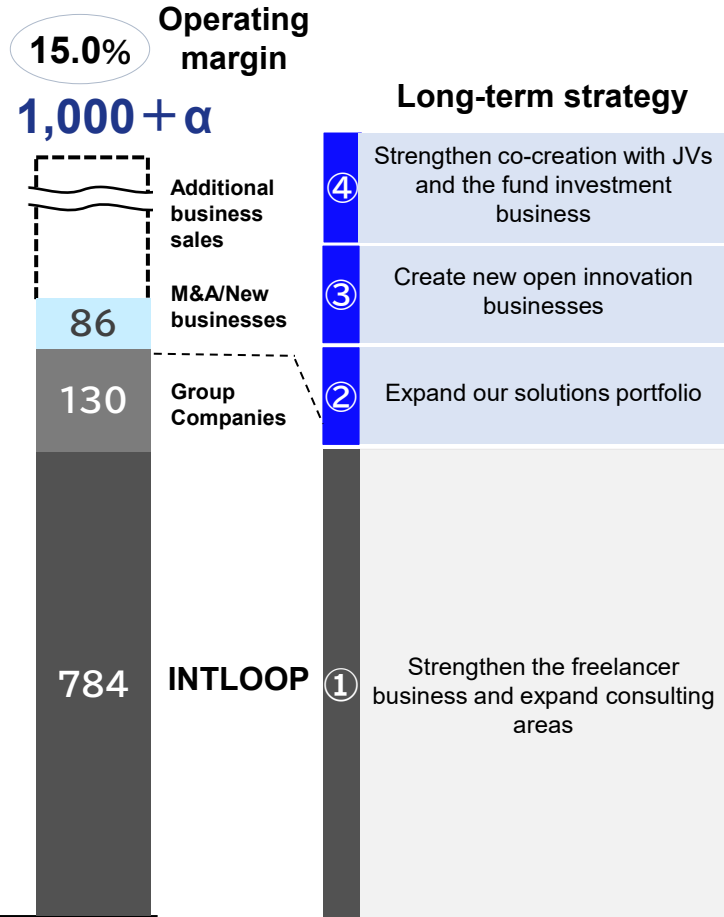 15.0%
Operating
margin
1,000＋α
Additional
business
sales
M&A/New
businesses
86
130
Group
Companies
784
INTLOOP
Long-term strategy
④
Strengthen co-creation with JVs
and the fund investment
business
③
Create new open innovation
businesses
②
Expand our solutions portfolio
①
Strengthen the freelancer
business and expand consulting
areas